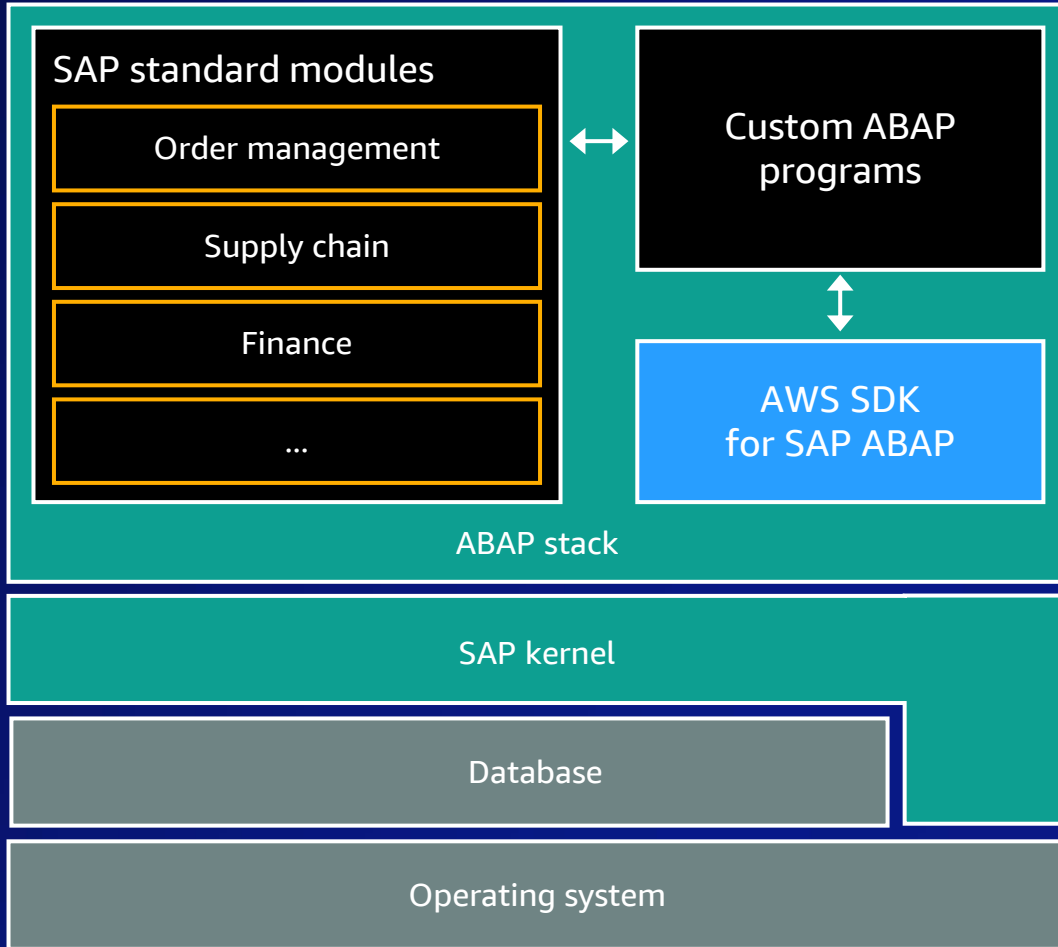 SAP standard modules
Order management
Supply chain
Finance
...
Custom ABAP
programs
AWS SDK
for SAP ABAP
ABAP stack
SAP kernel
Database
Operating system